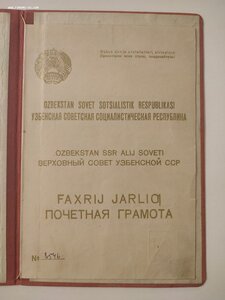 OZBEKSTAN SOVET SOTSIALISTIK RESPUBLIKASI
УЗБЕКСКАЯ СОВЕТСКАЯ СОЦИАЛИСТИЧЕСКАЯ РЕСПУБЛИКА
OZBEKSTAN SSR ALIJ SOVETI
ВЕРХОВНЫЙ СОВЕТ УЗБЕКСКОЙ ССР
FAXRIJ JARLIQ
ПОЧЕТНАЯ ГРАМОТА
№ 3546